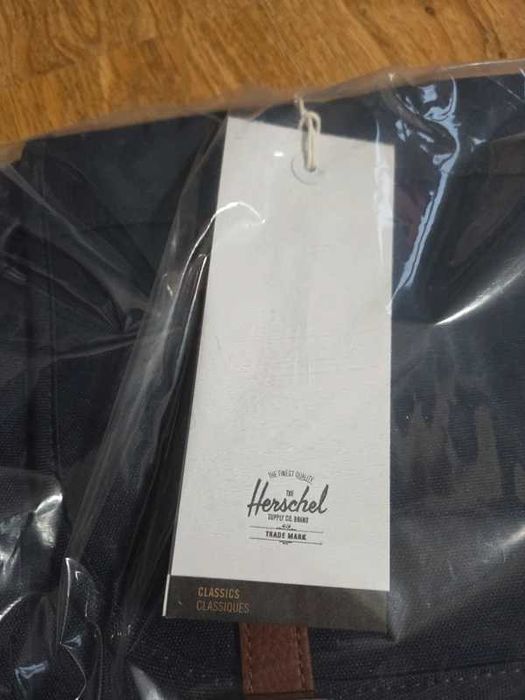 THE FINEST QUALITY
THE
Herschel
SUPPLY CO. BRAND
TRADE MARK
CLASSICS
CLASSIQUES